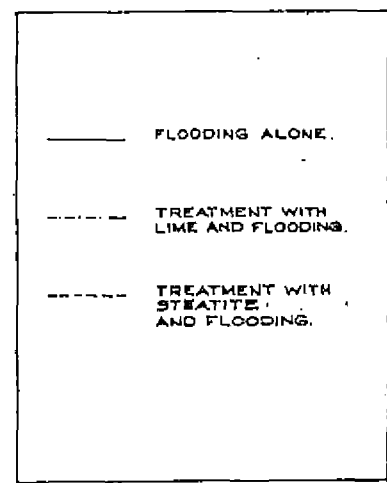 FLOODING ALONE.
TREATMENT WITH
LIME AND FLOODING.
TREATMENT WITH
STEATITE
AND FLOODING.